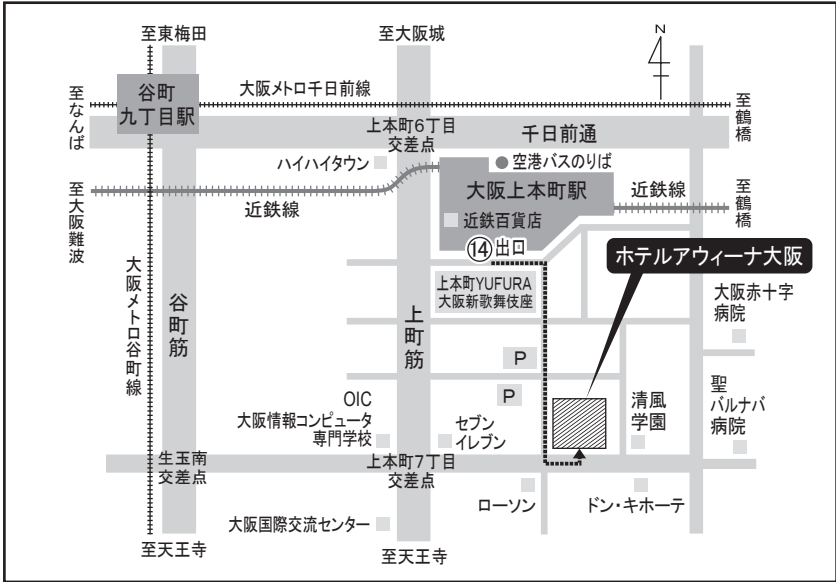 至東梅田
至大阪城
N
谷町
九丁目駅
大阪メトロ千日前線
至なんば
至鶴橋
上本町6丁目
交差点
千日前通
ハイハイタウン
空港バスのりば
大阪上本町駅
近鉄線
至大阪難波
近鉄線
至鶴橋
近鉄百貨店
⑭出口
ホテルアウィーナ大阪
上本町YUFURA
大阪新歌舞伎座
大阪赤十字
病院
大阪メトロ谷町線
谷町筋
上町筋
P
P
OIC
大阪情報コンピュータ
専門学校
セブン
イレブン
清風
学園
聖
バルナバ
病院
生玉南
交差点
上本町7丁目
交差点
ローソン
ドン・キホーテ
大阪国際交流センター
至天王寺
至天王寺